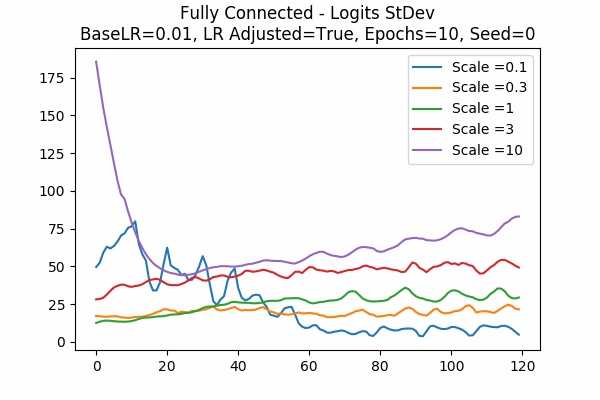 Fully Connected - Logits StDev
BaseLR=0.01, LR Adjusted=True, Epochs=10, Seed=0
Scale =0.1
Scale =0.3
Scale =1
Scale =3
Scale =10
175
150
125
100
75
50
25
0
0 20 40 60 80 100 120